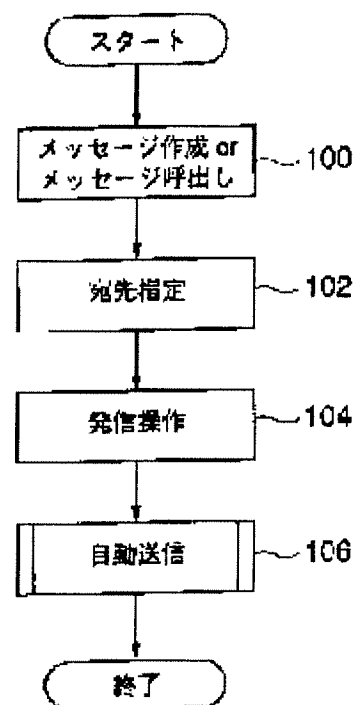 スタート
メッセージ作成 or
メッセージ呼出し
100
宛先指定
102
発信操作
104
自動送信
106
終了